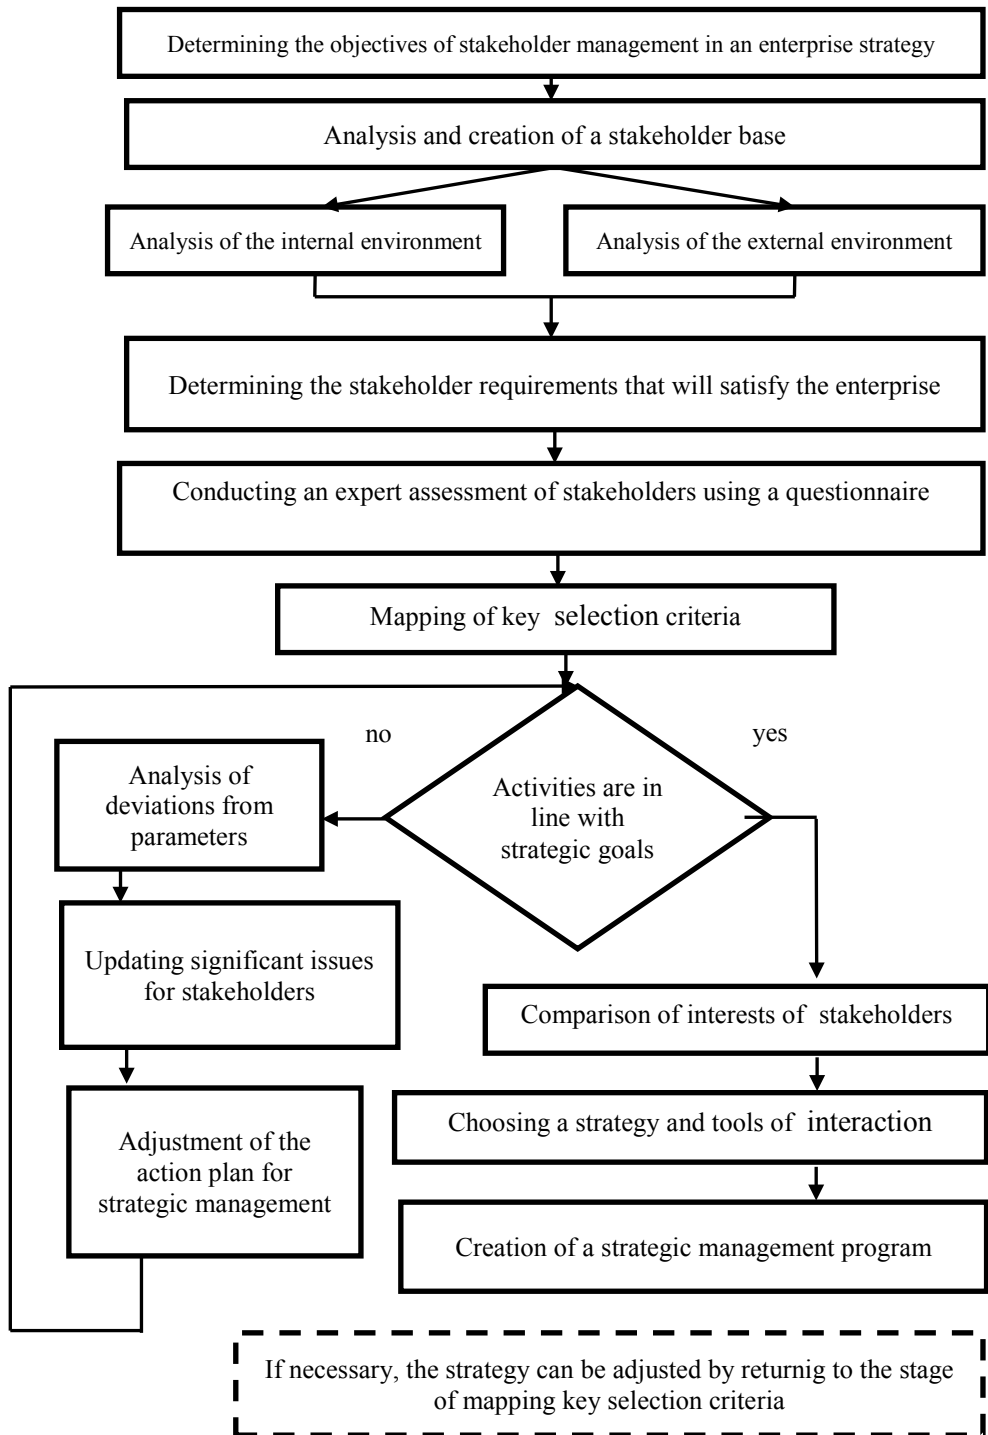 Determining the objectives of stakeholder management in an enterprise strategy
Analysis and creation of a stakeholder base
Analysis of the internal environment
Analysis of the external environment
Determining the stakeholder requirements that will satisfy the enterprise
Conducting an expert assessment of stakeholders using a questionnaire
Mapping of key selection criteria
no
yes
Activities are in
line with
strategic goals
Analysis of
deviations from
parameters
Updating significant issues
for stakeholders
Adjustment of the
action plan for
strategic management
Comparison of interests of stakeholders
Choosing a strategy and tools of interaction
Creation of a strategic management program
If necessary, the strategy can be adjusted by returnig to the stage
of mapping key selection criteria